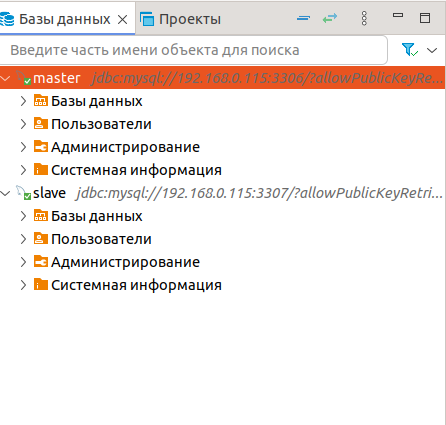 Базы данных Проекты
Введите часть имени объекта для поиска
master jdbc:mysql://192.168.0.115:3306/?allowPublicKeyRe...
Базы данных
Пользователи
Администрирование
Системная информация
slave jdbc:mysql://192.168.0.115:3307/?allowPublicKeyRetri...
Базы данных
Пользователи
Администрирование
Системная информация